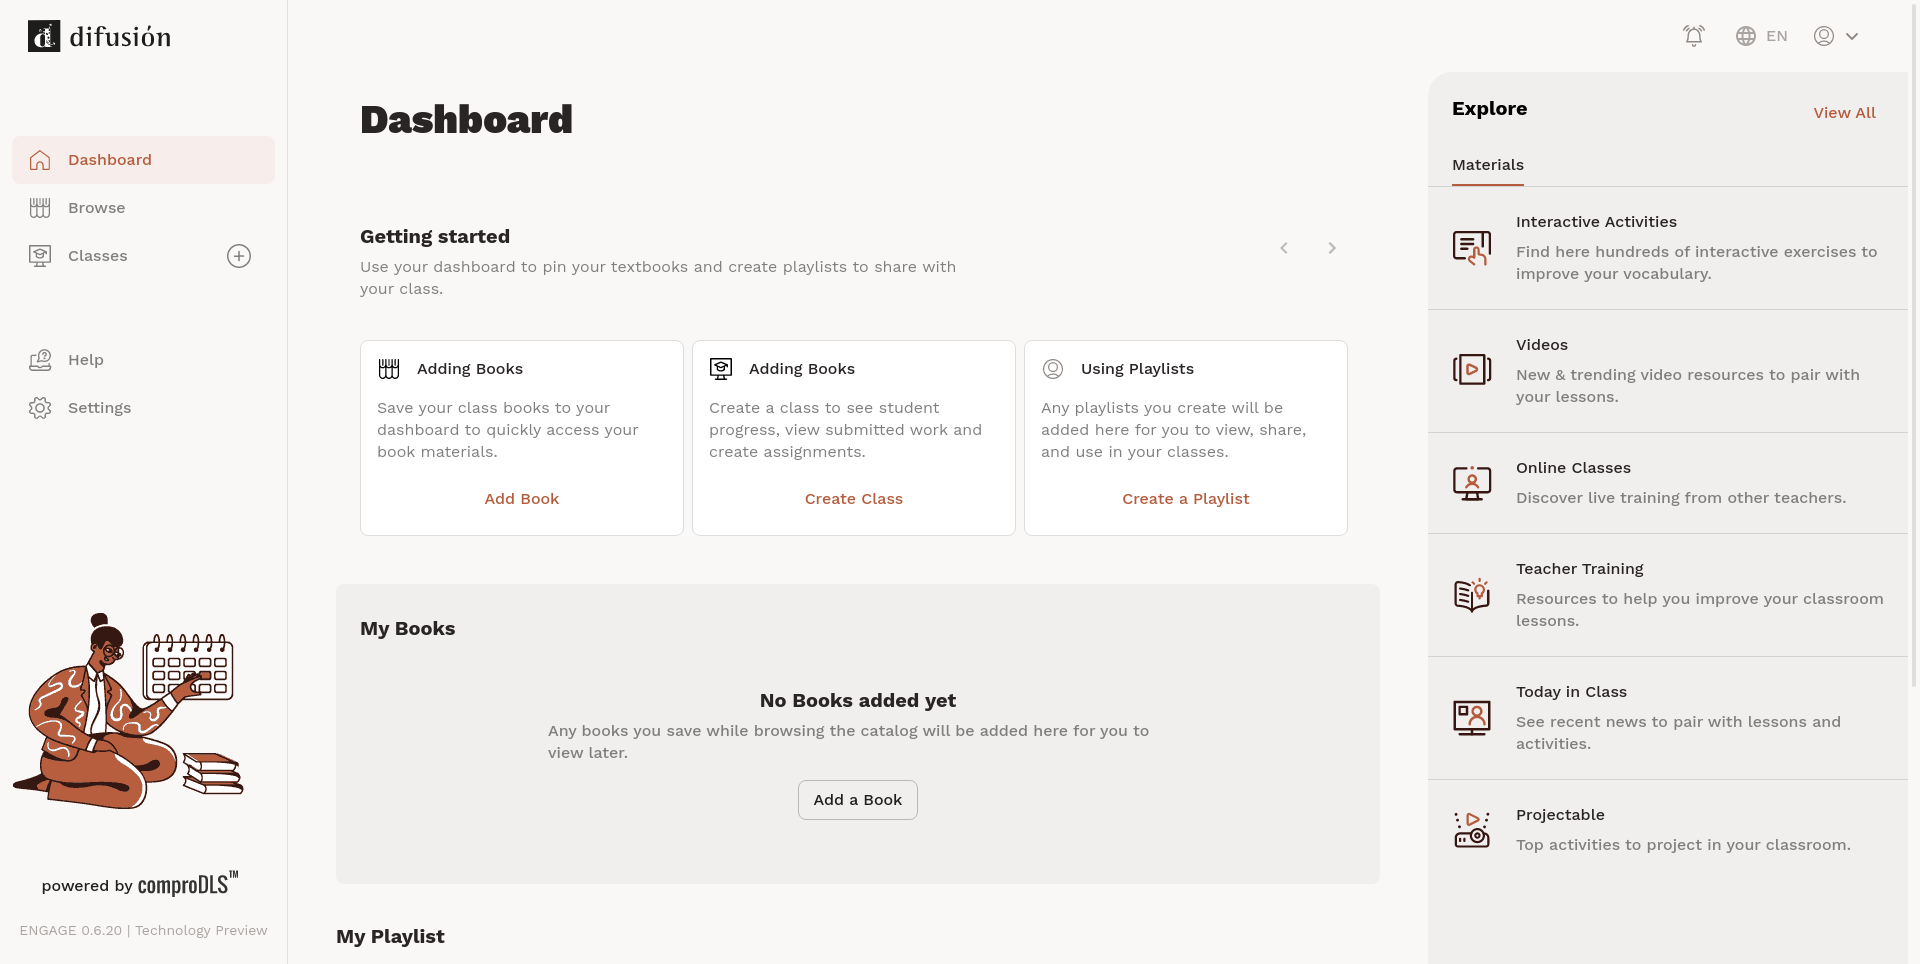 difusión
Dashboard
Browse
Classes
Help
Settings
powered by comproDLS™
ENGAGE 0.6.20 | Technology Preview
EN
Dashboard
Getting started
Use your dashboard to pin your textbooks and create playlists to share with
your class.
Adding Books
Save your class books to your
dashboard to quickly access your
book materials.
Add Book
Adding Books
Create a class to see student
progress, view submitted work and
create assignments.
Create Class
Using Playlists
Any playlists you create will be
added here for you to view, share,
and use in your classes.
Create a Playlist
My Books
No Books added yet
Any books you save while browsing the catalog will be added here for you to
view later.
Add a Book
My Playlist
Explore
View All
Materials
Interactive Activities
Find here hundreds of interactive exercises to
improve your vocabulary.
Videos
New & trending video resources to pair with
your lessons.
Online Classes
Discover live training from other teachers.
Teacher Training
Resources to help you improve your classroom
lessons.
Today in Class
See recent news to pair with lessons and
activities.
Projectable
Top activities to project in your classroom.